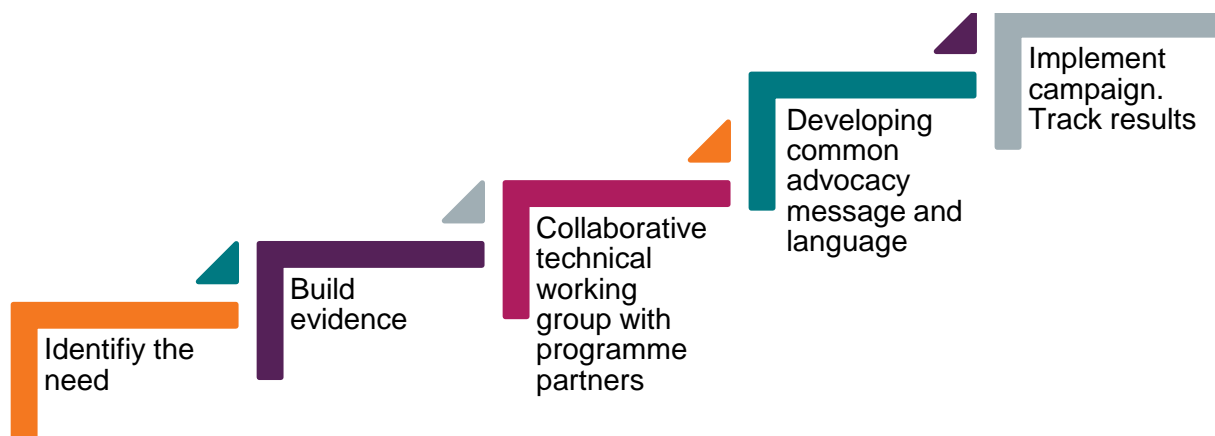 Identifiy the
need
Build
evidence
Collaborative
technical
working
group with
programme
partners
Developing
common
advocacy
message and
language
Implement
campaign.
Track results